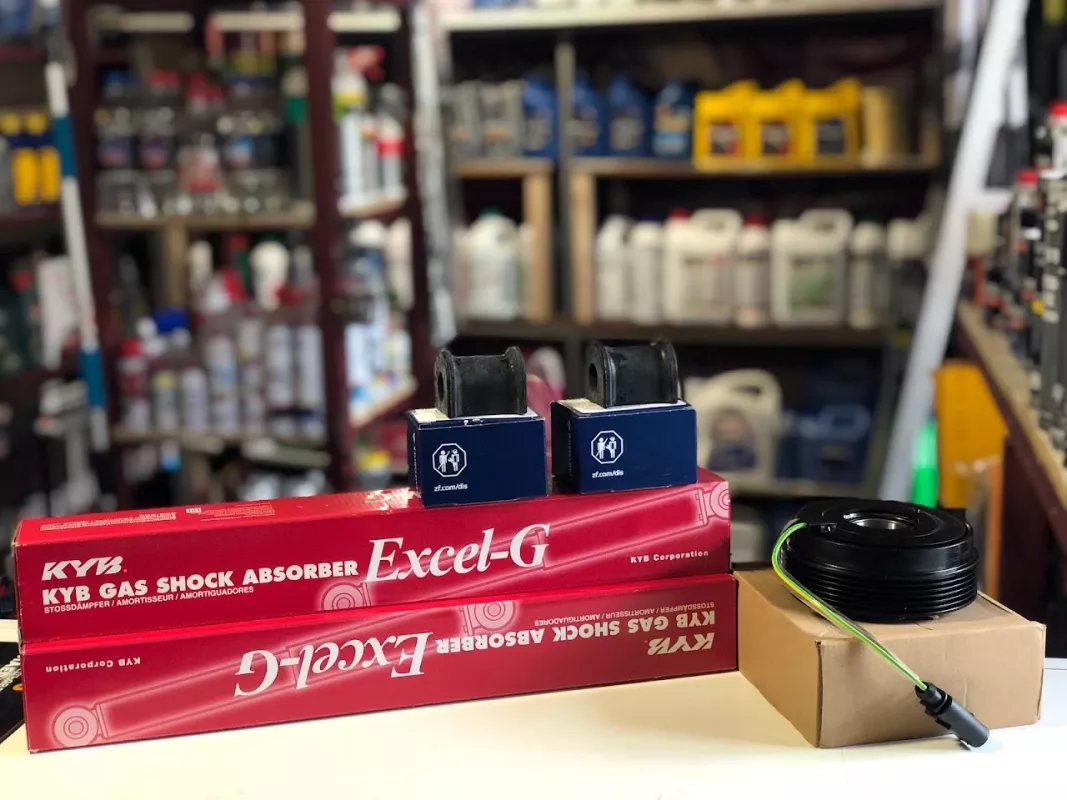 zf.com/dis
zf.com/dis
KYB®
KYB GAS SHOCK ABSORBER Excel-G
STOSSDÄMPFER / AMORTISSEUR / AMORTIGUADORES
KYB Corporation
KYB
KYB GAS SHOCK ABSORBER Excel-G
STOSSDÄMPFER / AMORTISSEUR / AMORTIGUADORES
KYB Corporation